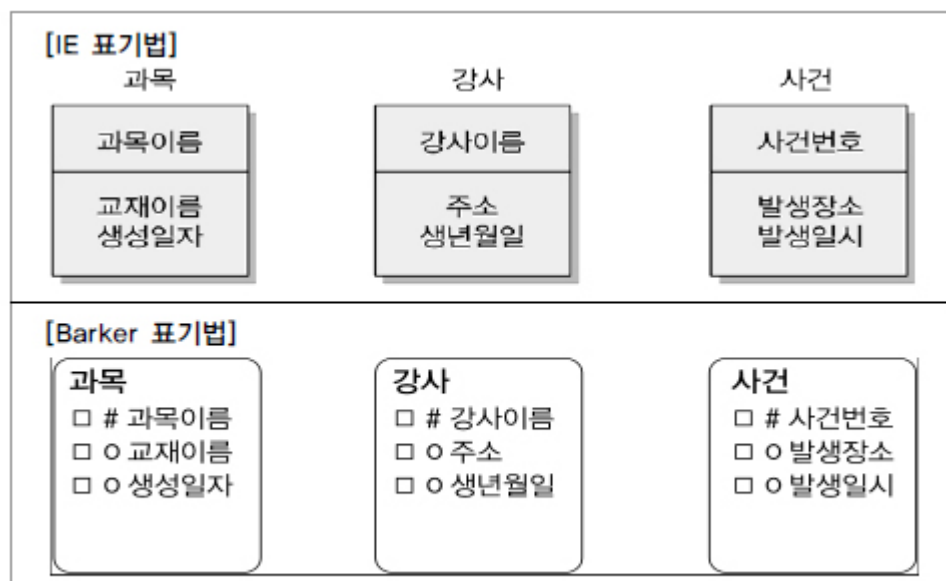 [IE 표기법]
과목 강사 사건
과목이름 강사이름 사건번호
교재이름 주소 발생장소
생성일자 생년월일 발생일시
[Barker 표기법]
과목 강사 사건
□ # 과목이름 □ # 강사이름 □ # 사건번호
□ o 교재이름 □ o 주소 □ o 발생장소
□ o 생성일자 □ o 생년월일 □ o 발생일시